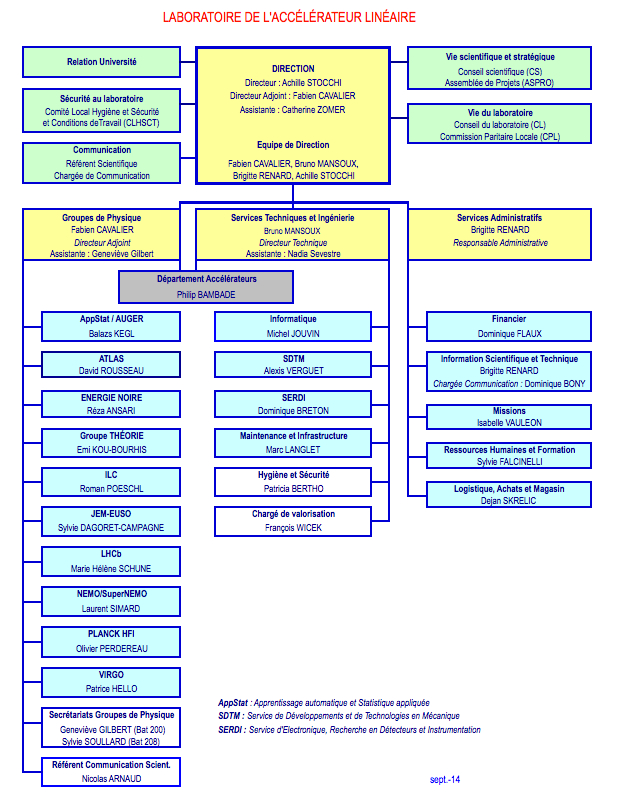 LABORATOIRE DE L'ACCÉLÉRATEUR LINÉAIRE
Relation Université
Sécurité au laboratoire
Comité Local Hygiène et Sécurité
et Conditions deTravail (CLHSCT)
Communication
Référent Scientifique
Chargée de Communication
DIRECTION
Directeur : Achille STOCCHI
Directeur Adjoint : Fabien CAVALIER
Assistante : Catherine ZOMER
Equipe de Direction
Fabien CAVALIER, Bruno MANSOUX,
Brigitte RENARD, Achille STOCCHI
Vie scientifique et stratégique
Conseil scientifique (CS)
Assemblée de Projets (ASPRO)
Vie du laboratoire
Conseil du laboratoire (CL)
Commission Paritaire Locale (CPL)
Groupes de Physique
Fabien CAVALIER
Directeur Adjoint
Assistante : Geneviève Gilbert
Services Techniques et Ingénierie
Bruno MANSOUX
Directeur Technique
Assistante : Nadia Sevestre
Services Administratifs
Brigitte RENARD
Responsable Administrative
Département Accélérateurs
Philip BAMBADE
AppStat / AUGER
Balazs KEGL
ATLAS
David ROUSSEAU
ENERGIE NOIRE
Réza ANSARI
Groupe THÉORIE
Emi KOU-BOURHIS
ILC
Roman POESCHL
JEM-EUSO
Sylvie DAGORET-CAMPAGNE
LHCb
Marie Hélène SCHUNE
NEMO/SuperNEMO
Laurent SIMARD
PLANCK HFI
Olivier PERDEREAU
VIRGO
Patrice HELLO
Secrétariats Groupes de Physique
Geneviève GILBERT (Bat 200)
Sylvie SOULLARD (Bat 208)
Référent Communication Scient.
Nicolas ARNAUD
Informatique
Michel JOUVIN
SDTM
Alexis VERGUET
SERDI
Dominique BRETON
Maintenance et Infrastructure
Marc LANGLET
Hygiène et Sécurité
Patricia BERTHO
Chargé de valorisation
François WICEK
Financier
Dominique FLAUX
Information Scientifique et Technique
Brigitte RENARD
Chargée Communication : Dominique BONY
Missions
Isabelle VAULEON
Ressources Humaines et Formation
Sylvie FALCINELLI
Logistique, Achats et Magasin
Dejan SKRELIC
AppStat : Apprentissage automatique et Statistique appliquée
SDTM : Service de Développements et de Technologies en Mécanique
SERDI : Service d'Electronique, Recherche en Détecteurs et Instrumentation
sept.-14